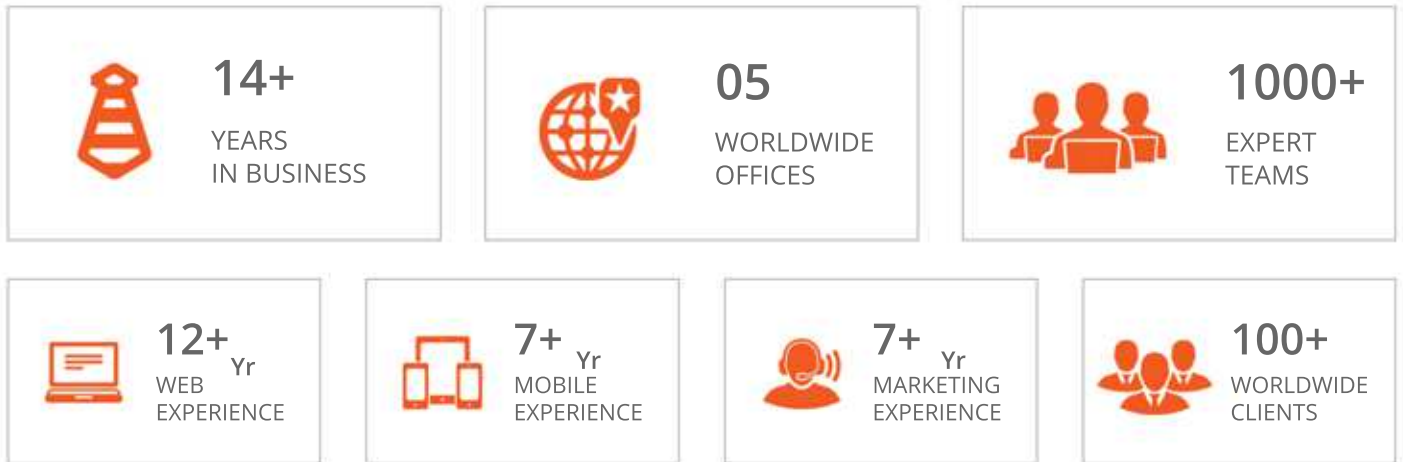 14+
YEARS
IN BUSINESS
05
WORLDWIDE
OFFICES
1000+
EXPERT
TEAMS
12+ Yr
WEB
EXPERIENCE
7+ Yr
MOBILE
EXPERIENCE
7+ Yr
MARKETING
EXPERIENCE
100+
WORLDWIDE
CLIENTS